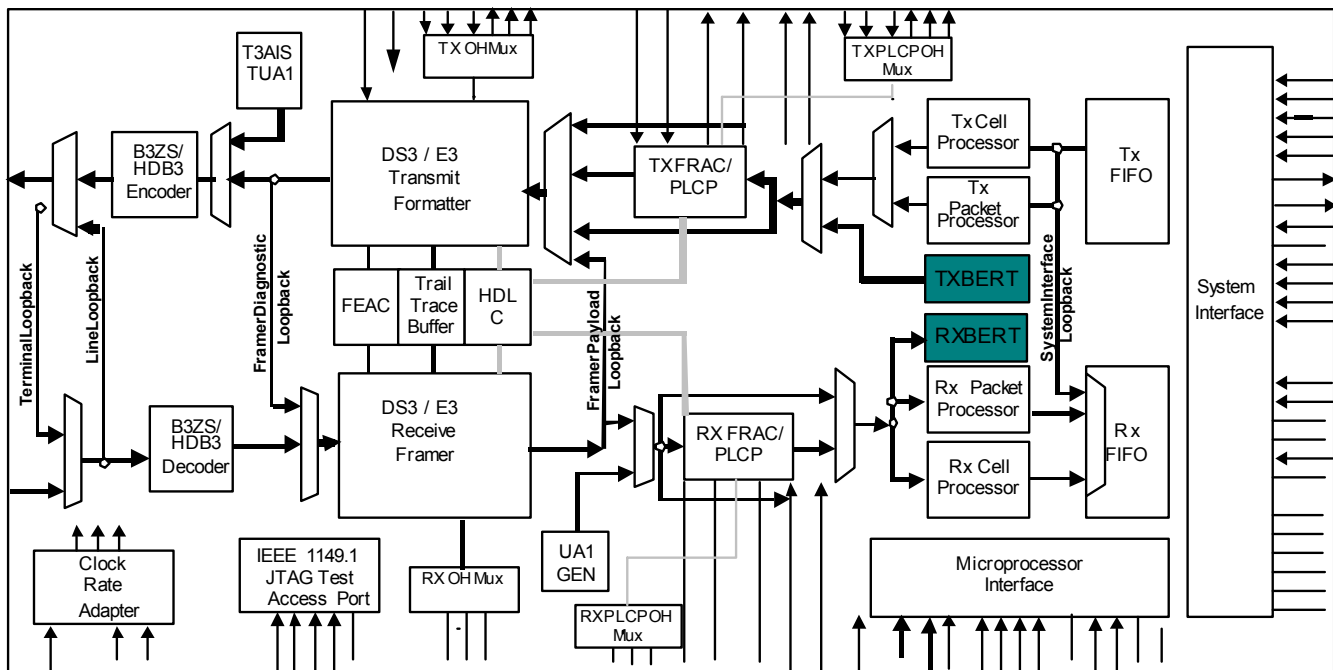 TX OHMux
TXPLCPOH
Mux
T3AIS
TUA1
B3ZS/
HDB3
Encoder
DS3 / E3
Transmit
Formatter
TXFRAC/
PLCP
Tx Cell
Processor
Tx
Packet
Processor
Tx
FIFO
System
Interface
TerminalLoopback
LineLoopback
FramerDiagnostic
Loopback
FEAC
Trail
Trace
Buffer
HDL
C
FramerPayload
Loopback
TXBERT
RXBERT
SystemInterface
Loopback
B3ZS/
HDB3
Decoder
DS3 / E3
Receive
Framer
RX FRAC/
PLCP
Rx Packet
Processor
Rx Cell
Processor
Rx
FIFO
Clock
Rate
Adapter
IEEE 1149.1
JTAG Test
Access Port
RX OH Mux
UA1
GEN
RXPLCPOH
Mux
Microprocessor
Interface